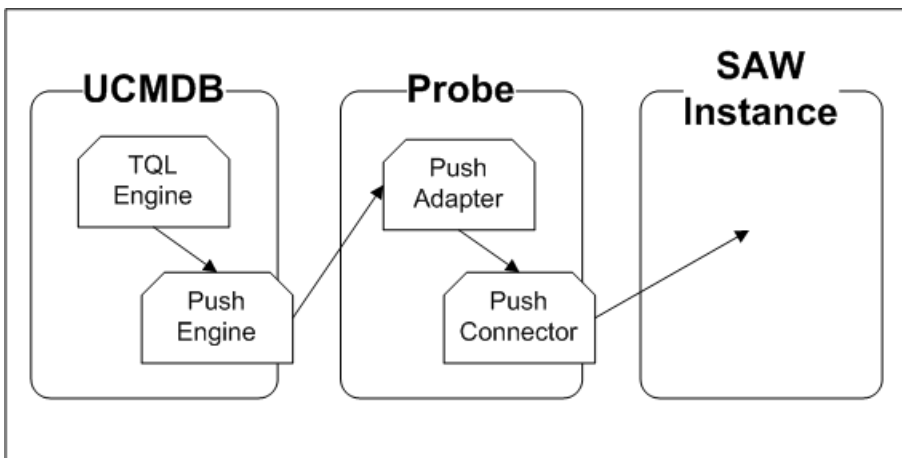 UCMDB
TQL
Engine
Push
Engine
Probe
Push
Adapter
Push
Connector
SAW
Instance